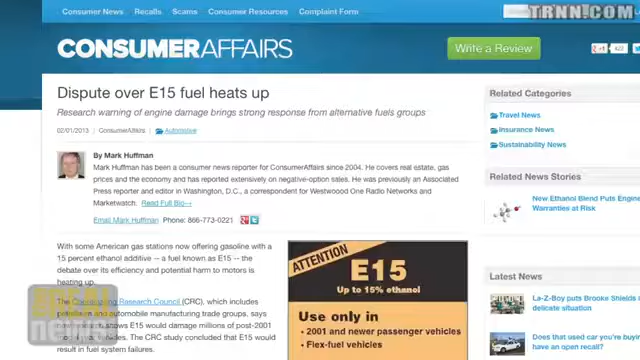 TRNN.COM
Consumer News Recalls Scams Consumer Resources Complaint Form
CONSUMERAFFAIRS
Write a Review
422
Dispute over E15 fuel heats up
Research warning of engine damage brings strong response from alternative fuels groups
02/01/2013 | ConsumerAffairs | Automotive
By Mark Huffman
Mark Huffman has been a consumer news reporter for ConsumerAffairs since 2004. He covers real estate, gas
prices and the economy and has reported extensively on negative-option sales. He was previously an Associated
Press reporter and editor in Washington, D.C., a correspondent for Westwoood One Radio Networks and
Marketwatch. Read Full Bio→
Email Mark Huffman Phone: 866-773-0221
With some American gas stations now offering gasoline with a
15 percent ethanol additive -- a fuel known as E15 -- the
debate over its efficiency and potential harm to motors is
heating up.
The Coordinating Research Council (CRC), which includes
petroleum and automobile manufacturing trade groups, says
new research shows E15 would damage millions of post-2001
model year vehicles. The CRC study concluded that E15 would
result in fuel system failures.
ATTENTION
E15
Up to 15% ethanol
Use only in
• 2001 and newer passenger vehicles
• Flex-fuel vehicles
Related Categories
Travel News
Insurance News
Sustainability News
Related News Stories
New Ethanol Blend Puts Engine
Warranties at Risk
Latest News
La-Z-Boy puts Brooke Shields
delicate situation
Does that used car you're buy
have an open recall?
real
news